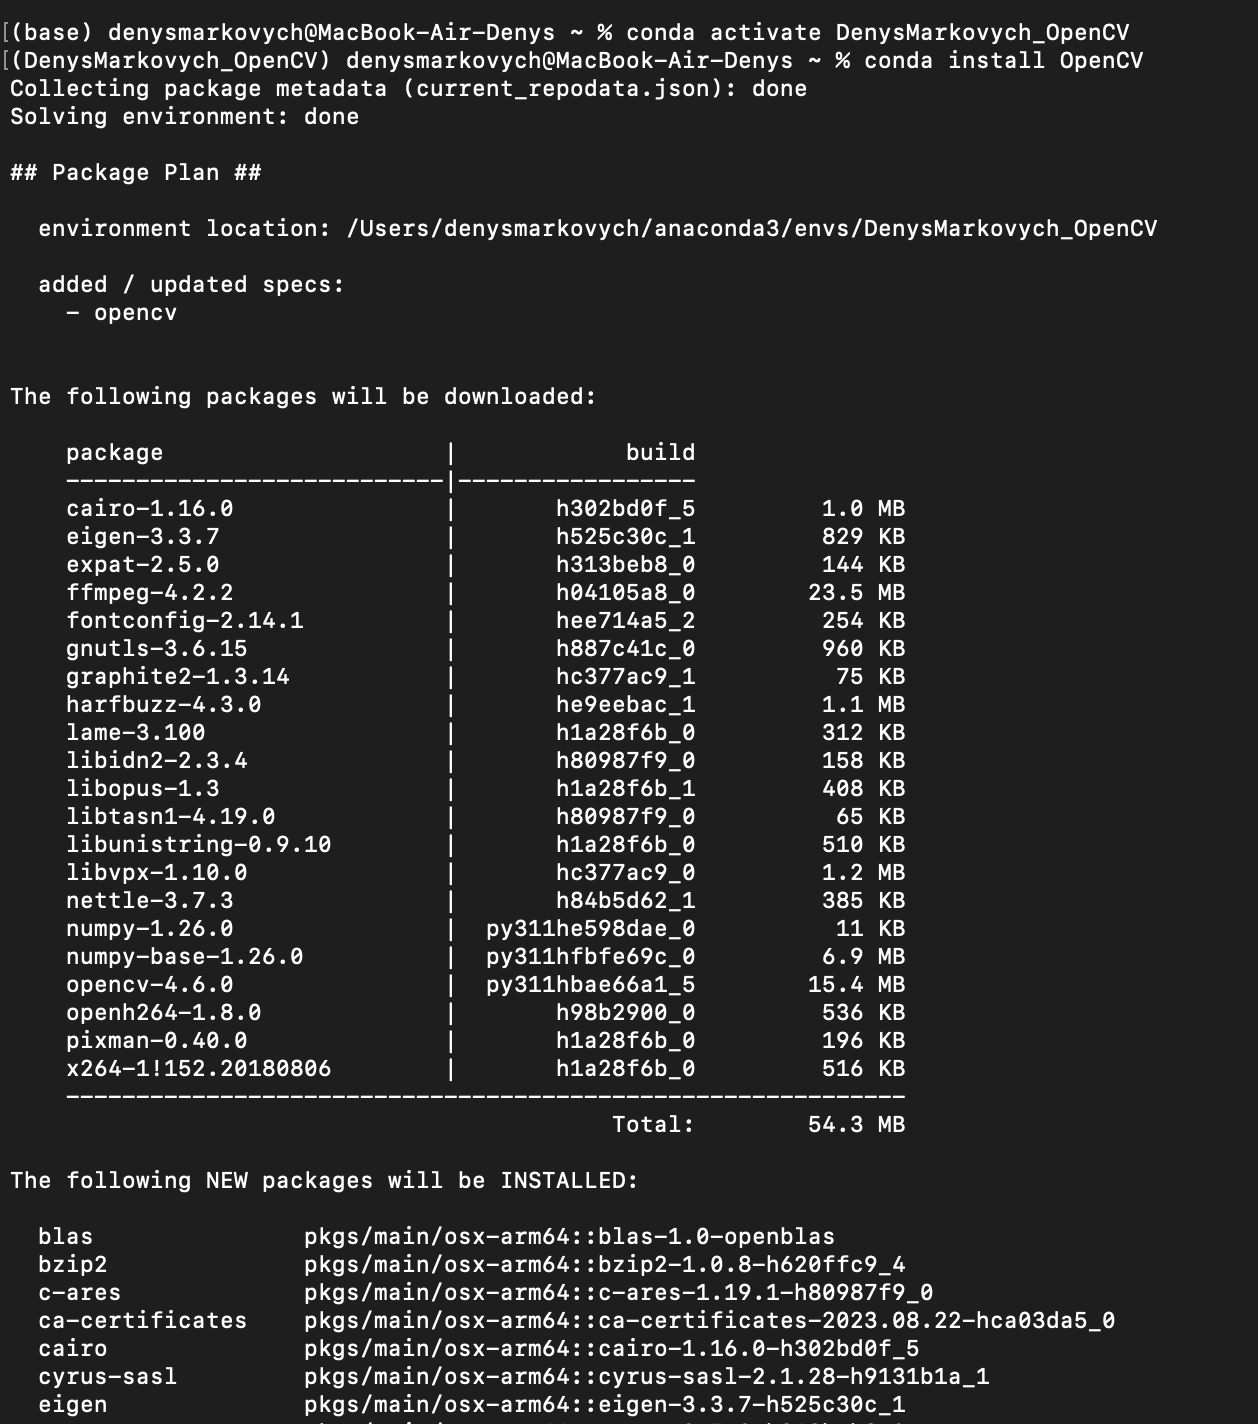 [(base) denysmarkovych@MacBook-Air-Denys ~ % conda activate DenysMarkovych_OpenCV
[(DenysMarkovych_OpenCV) denysmarkovych@MacBook-Air-Denys ~ % conda install OpenCV
Collecting package metadata (current_repodata.json): done
Solving environment: done
## Package Plan ##
environment location: /Users/denysmarkovych/anaconda3/envs/DenysMarkovych_OpenCV
added / updated specs:
- opencv
The following packages will be downloaded:
package | build
---------------------------|-----------------
cairo-1.16.0 | h302bd0f_5 1.0 MB
eigen-3.3.7 | h525c30c_1 829 KB
expat-2.5.0 | h313beb8_0 144 KB
ffmpeg-4.2.2 | h04105a8_0 23.5 MB
fontconfig-2.14.1 | hee714a5_2 254 KB
gnutls-3.6.15 | h887c41c_0 960 KB
graphite2-1.3.14 | hc377ac9_1 75 KB
harfbuzz-4.3.0 | he9eebac_1 1.1 MB
lame-3.100 | h1a28f6b_0 312 KB
libidn2-2.3.4 | h80987f9_0 158 KB
libopus-1.3 | h1a28f6b_1 408 KB
libtasn1-4.19.0 | h80987f9_0 65 KB
libunistring-0.9.10 | h1a28f6b_0 510 KB
libvpx-1.10.0 | hc377ac9_0 1.2 MB
nettle-3.7.3 | h84b5d62_1 385 KB
numpy-1.26.0 | py311he598dae_0 11 KB
numpy-base-1.26.0 | py311hfbfe69c_0 6.9 MB
opencv-4.6.0 | py311hbae66a1_5 15.4 MB
openh264-1.8.0 | h98b2900_0 536 KB
pixman-0.40.0 | h1a28f6b_0 196 KB
x264-1!152.20180806 | h1a28f6b_0 516 KB
------------------------------------------------------------
Total: 54.3 MB
The following NEW packages will be INSTALLED:
blas pkgs/main/osx-arm64::blas-1.0-openblas
bzip2 pkgs/main/osx-arm64::bzip2-1.0.8-h620ffc9_4
c-ares pkgs/main/osx-arm64::c-ares-1.19.1-h80987f9_0
ca-certificates pkgs/main/osx-arm64::ca-certificates-2023.08.22-hca03da5_0
cairo pkgs/main/osx-arm64::cairo-1.16.0-h302bd0f_5
cyrus-sasl pkgs/main/osx-arm64::cyrus-sasl-2.1.28-h9131b1a_1
eigen pkgs/main/osx-arm64::eigen-3.3.7-h525c30c_1